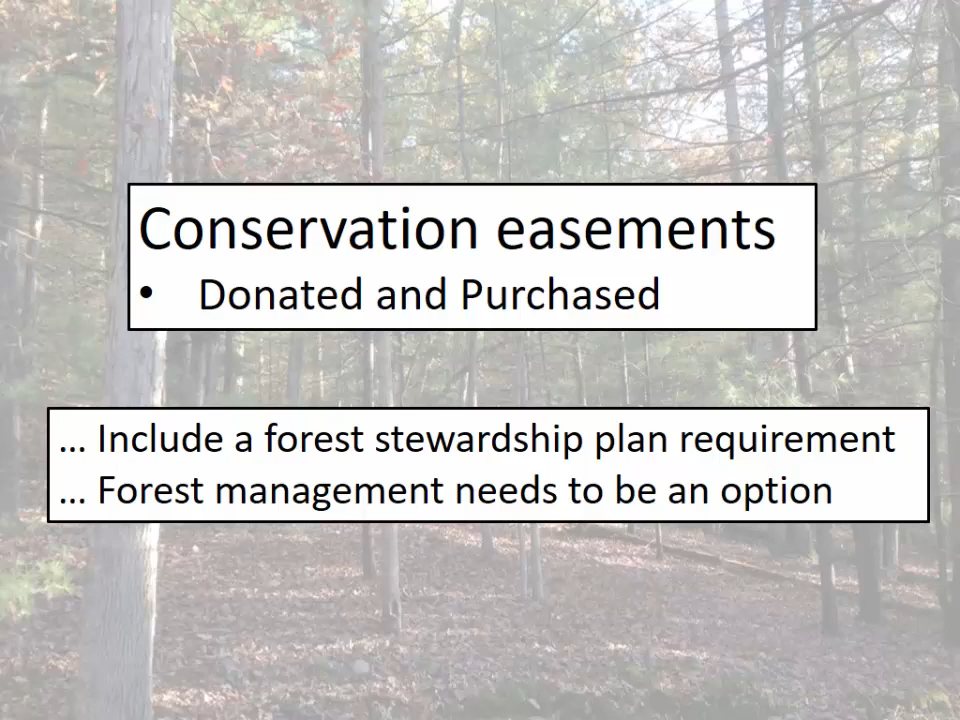 Conservation easements
• Donated and Purchased
... Include a forest stewardship plan requirement
... Forest management needs to be an option